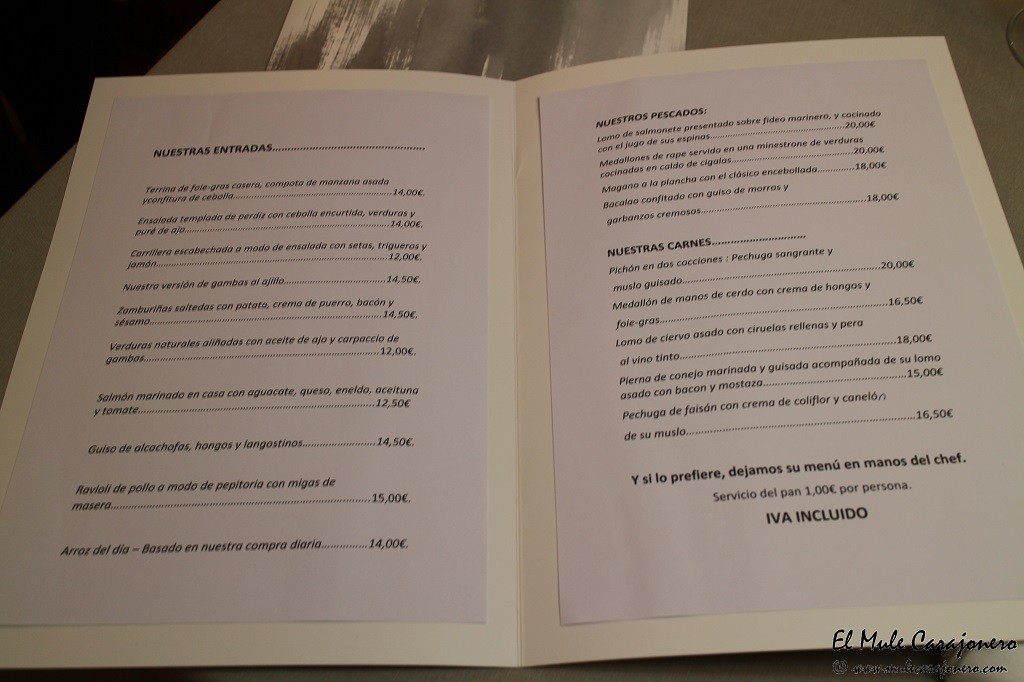 NUESTRAS ENTRADAS……………………………………………
Terrina de foie-gras casera, compota de manzana asada
yconfitura de cebolla……………………………………………14,00€.
Ensalada templada de perdiz con cebolla encurtida, verduras y
puré de ajo……………………………………………………………14,00€.
Carrillera escabechada a modo de ensalada con setas, trigueros y
jamón……………………………………………………………………12,00€.
Nuestra versión de gambas al ajillo……………………………14,50€.
Zamburiñas salteadas con patata, crema de puerro, bacón y
sésamo…………………………………………………………………14,50€.
Verduras naturales aliñadas con aceite de ajo y carpaccio de
gambas…………………………………………………………………12,00€.
Salmón marinado en casa con aguacate, queso, eneldo, aceituna
y tomate…………………………………………………………………12,50€
Guiso de alcachofas, hongos y langostinos……………………14,50€.
Ravioli de pollo a modo de pepitoria con migas de
masera……………………………………………………………………15,00€.
Arroz del día – Basado en nuestra compra diaria……………14,00€.
NUESTROS PESCADOS:
Lomo de salmonete presentado sobre fideo marinero, y cocinado
con el jugo de sus espinas………………………………………20,00€
Medallones de rape servido en una minestrone de verduras
cocinadas en caldo de cigalas……………………………………20,00€
Magano a la plancha con el clásico encebollada…………18,00€
Bacalao confitado con guiso de morros y
garbanzos cremosos………………………………………………18,00€
NUESTRAS CARNES…………………………
Pichón en dos cocciones : Pechuga sangrante y
muslo guisado…………………………………………………………20,00€
Medallón de manos de cerdo con crema de hongos y
foie-gras…………………………………………………………………16,50€
Lomo de ciervo asado con ciruelas rellenas y pera
al vino tinto………………………………………………………………18,00€
Pierna de conejo marinada y guisada acompañada de su lomo
asado con bacon y mostaza…………………………………………15,00€
Pechuga de faisán con crema de coliflor y canelón
de su muslo…………………………………………………………………16,50€
Y si lo prefiere, dejamos su menú en manos del chef.
Servicio del pan 1,00€ por persona.
IVA INCLUIDO
El Mule Carajonero
© www.mulecarajonero.com